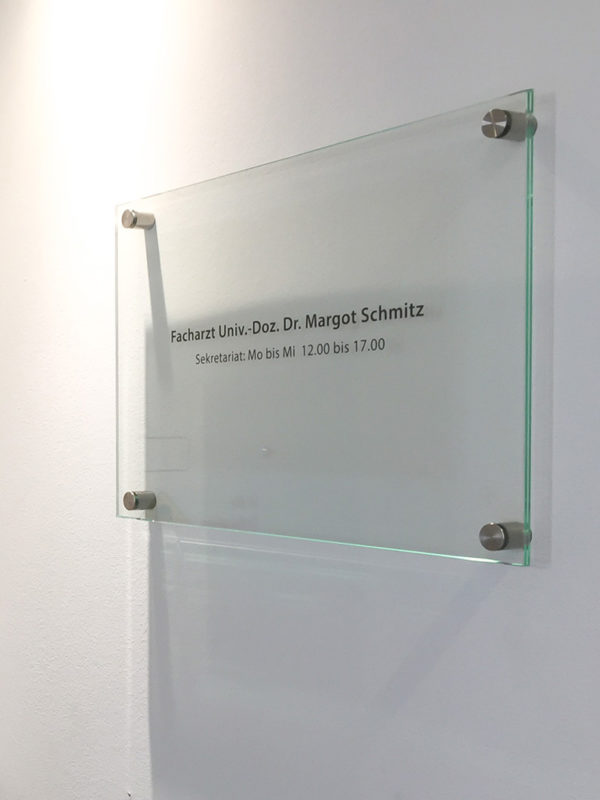 Facharzt Univ.-Doz. Dr. Margot Schmitz
Sekretariat: Mo bis Mi 12.00 bis 17.00